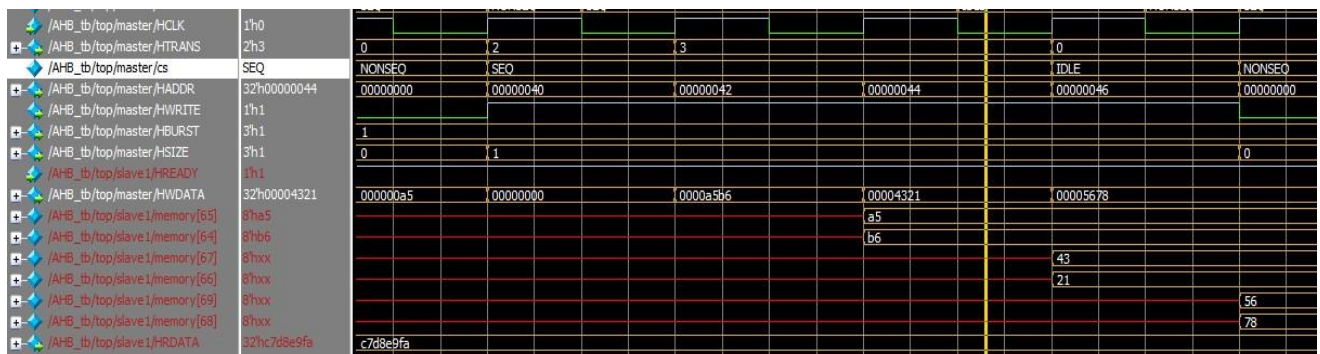 /AHB_tb/top/master/HCLK 1'h0
/AHB_tb/top/master/HTRANS 2'h3 0 2 3 0
/AHB_tb/top/master/cs SEQ NONSEQ SEQ IDLE NONSEQ
/AHB_tb/top/master/HADDR 32'h00000044 00000000 00000040 00000042 00000044 00000046 00000000
/AHB_tb/top/master/HWRITE 1'h1
/AHB_tb/top/master/HBURST 3'h1 1
/AHB_tb/top/master/HSIZE 3'h1 0 1 0
/AHB_tb/top/slave1/HREADY 1'h1
/AHB_tb/top/master/HWDATA 32'h00004321 000000a5 00000000 0000a5b6 00004321 00005678
/AHB_tb/top/slave1/memory[65] 8'ha5 a5
/AHB_tb/top/slave1/memory[64] 8'hb6 b6
/AHB_tb/top/slave1/memory[67] 8'hxx 43
/AHB_tb/top/slave1/memory[66] 8'hxx 21
/AHB_tb/top/slave1/memory[69] 8'hxx 56
/AHB_tb/top/slave1/memory[68] 8'hxx 78
/AHB_tb/top/slave1/HRDATA 32'hc7d8e9fa c7d8e9fa